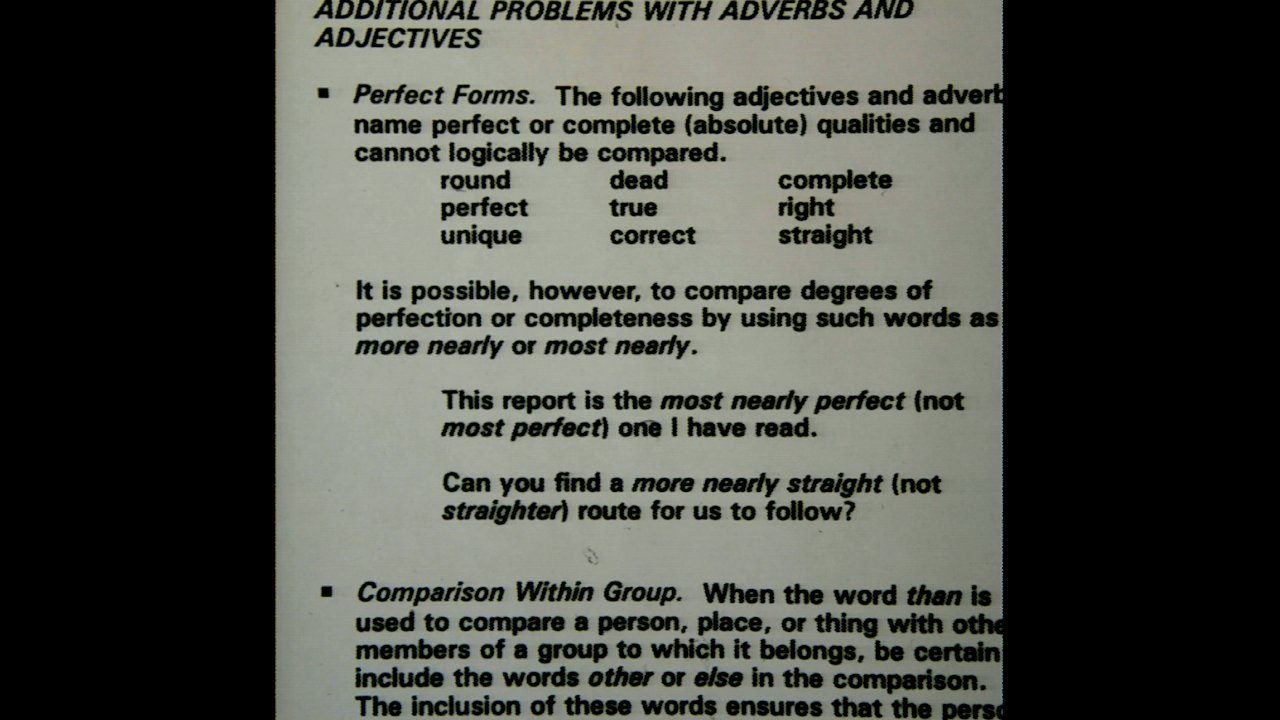 ADDITIONAL PROBLEMS WITH ADVERBS AND
ADJECTIVES
▪ Perfect Forms. The following adjectives and adverb
name perfect or complete (absolute) qualities and
cannot logically be compared.
round dead complete
perfect true right
unique correct straight
It is possible, however, to compare degrees of
perfection or completeness by using such words as
more nearly or most nearly.
This report is the most nearly perfect (not
most perfect) one I have read.
Can you find a more nearly straight (not
straighter) route for us to follow?
▪ Comparison Within Group. When the word than is
used to compare a person, place, or thing with othe
members of a group to which it belongs, be certain
include the words other or else in the comparison.
The inclusion of these words ensures that the perso